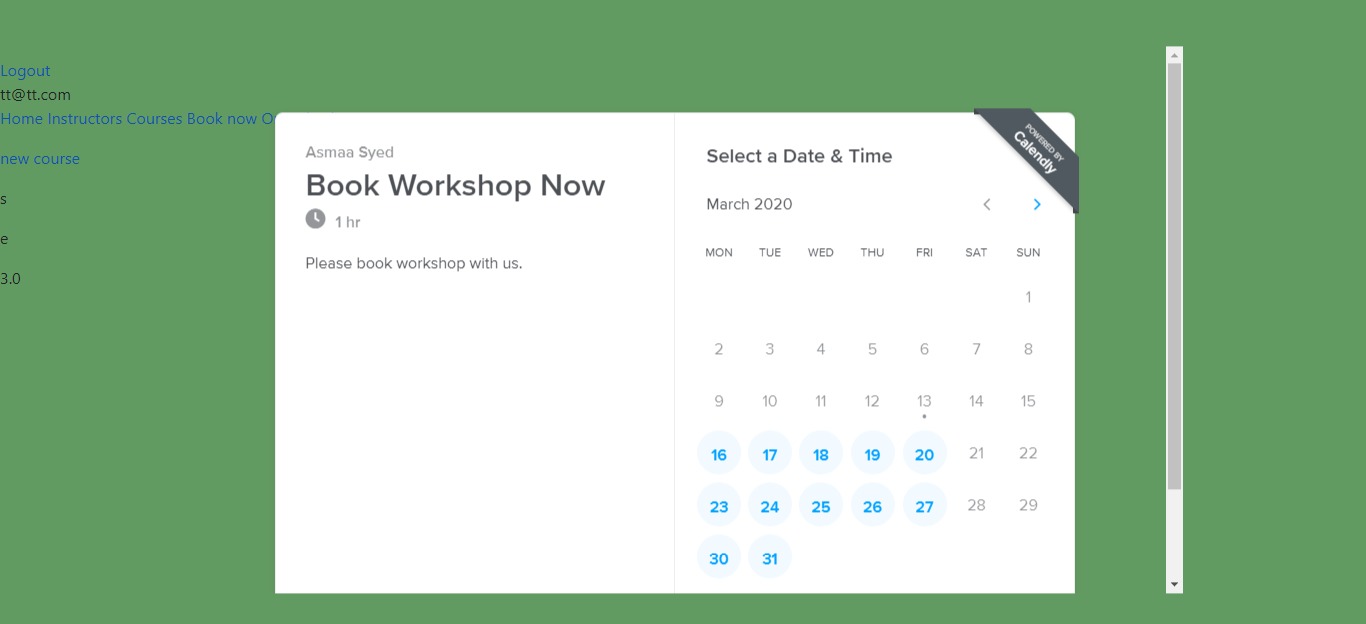 Logout
tt@tt.com
Home Instructors Courses Book now
new course
s
e
3.0
Asmaa Syed
Book Workshop Now
1 hr
Please book workshop with us.
POWERED BY
Calendly
Select a Date & Time
March 2020
MON TUE WED THU FRI SAT SUN
1
2 3 4 5 6 7 8
9 10 11 12 13 14 15
16 17 18 19 20 21 22
23 24 25 26 27 28 29
30 31